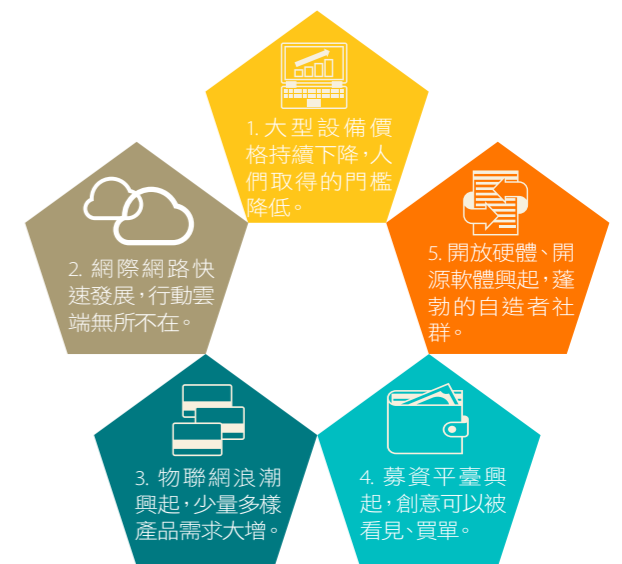 1. 大型設備價
格持續下降，人
們取得的門檻
降低。
2. 網際網路快
速發展，行動雲
端無所不在。
3. 物聯網浪潮
興起，少量多樣
產品需求大增。
4. 募資平臺興
起，創意可以被
看見、買單。
5. 開放硬體、開
源軟體興起，蓬
勃的自造者社
群。